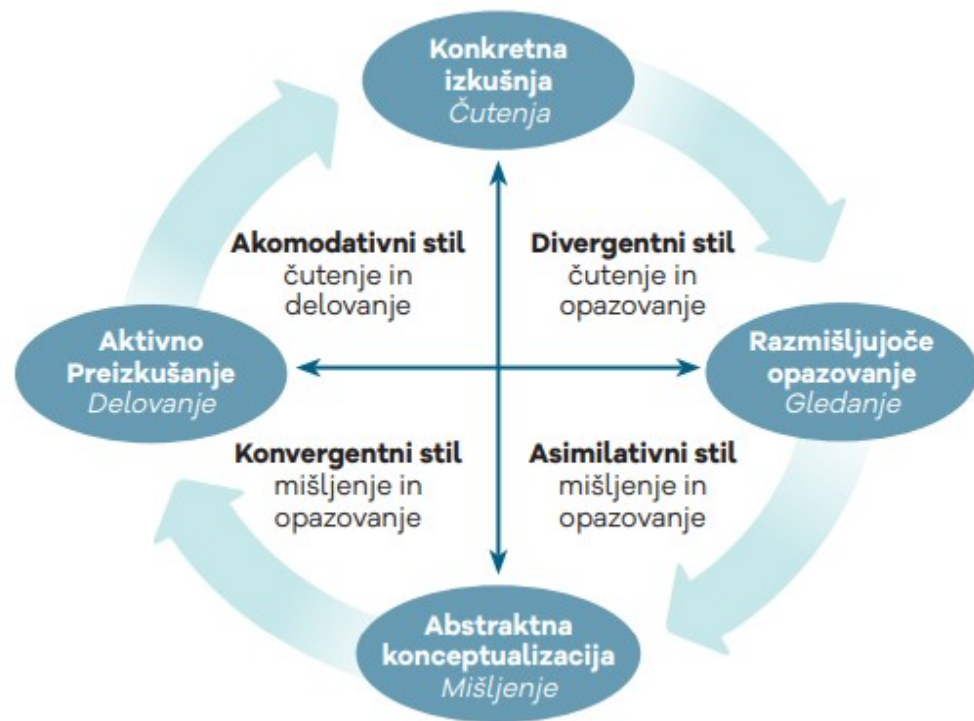 Konkretna
izkušnja
Čutenja
Akomodativni stil
čutenje in
delovanje
Divergentni stil
čutenje in
opazovanje
Aktivno
Preizkušanje
Delovanje
Razmišljujoče
opazovanje
Gledanje
Konvergentni stil
mišljenje in
opazovanje
Asimilativni stil
mišljenje in
opazovanje
Abstraktna
konceptualizacija
Mišljenje